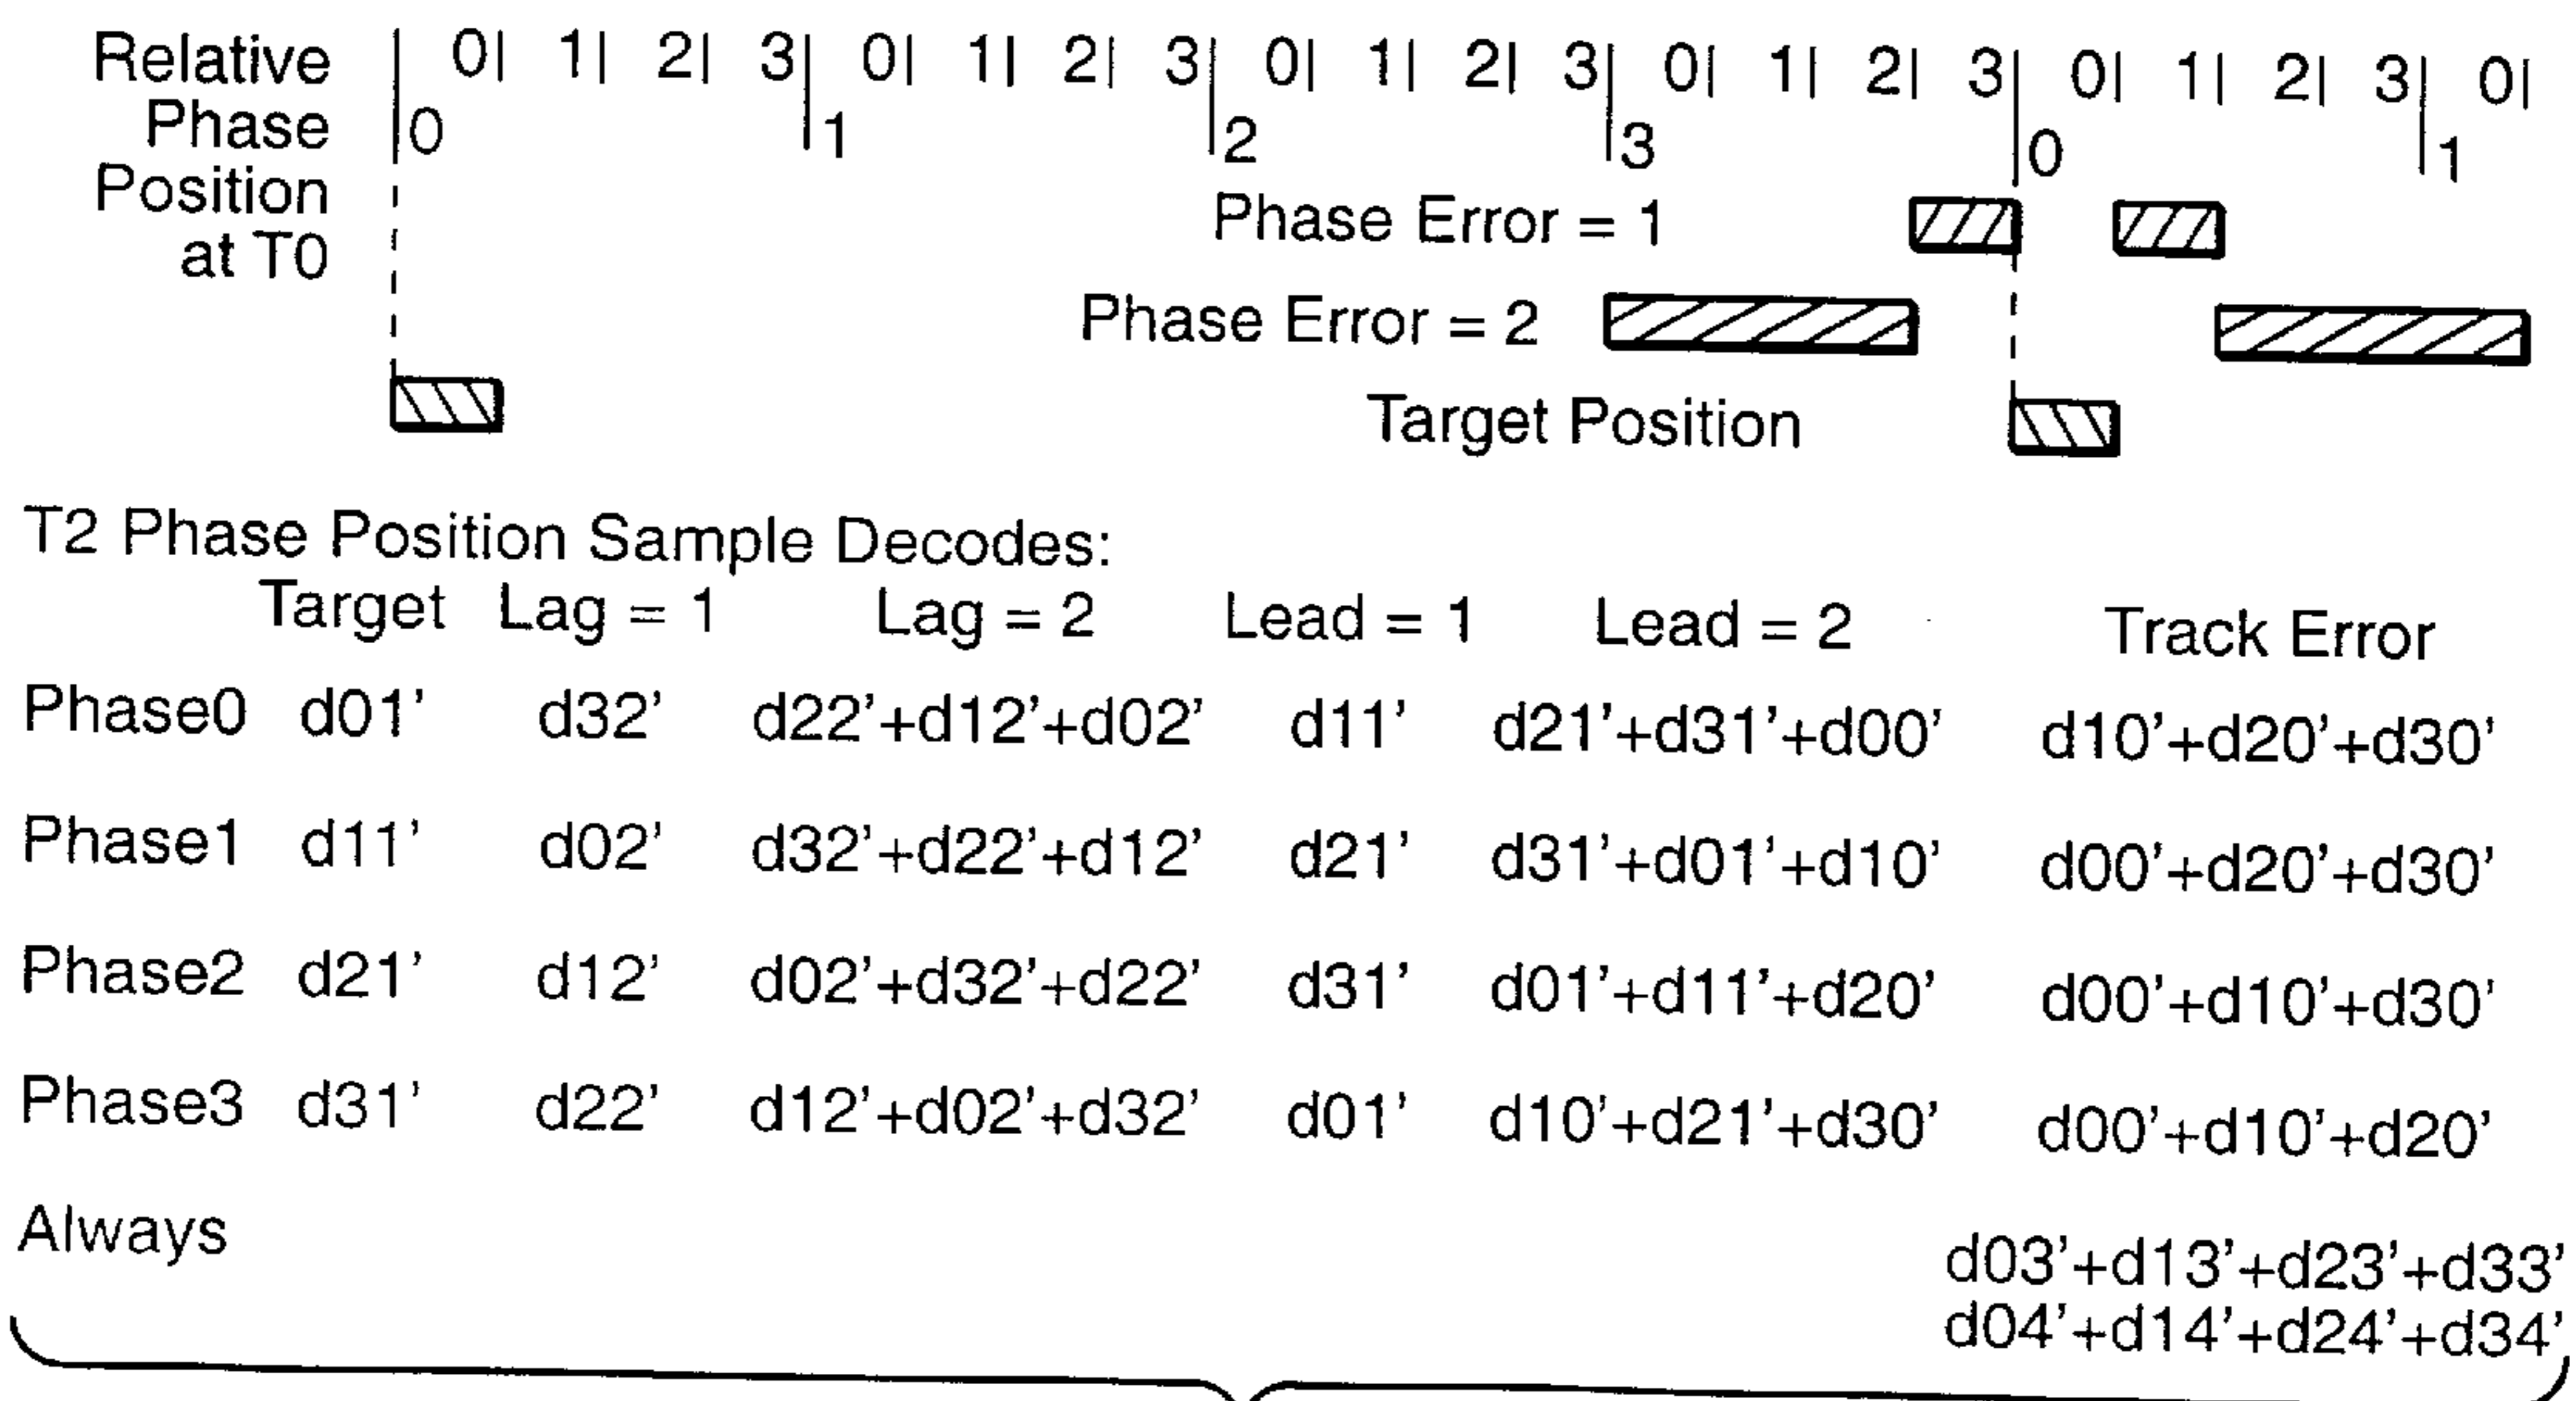 Relative 0| 1| 2| 3| 0| 1| 2| 3| 0| 1| 2| 3| 0| 1| 2| 3| 0| 1| 2| 3| 0|
Phase 0 1 2 3 0 1
Position
at T0
Phase Error = 1
Phase Error = 2
Target Position
T2 Phase Position Sample Decodes:
Target Lag = 1 Lag = 2 Lead = 1 Lead = 2 Track Error
Phase0 d01' d32' d22'+d12'+d02' d11' d21'+d31'+d00' d10'+d20'+d30'
Phase1 d11' d02' d32'+d22'+d12' d21' d31'+d01'+d10' d00'+d20'+d30'
Phase2 d21' d12' d02'+d32'+d22' d31' d01'+d11'+d20' d00'+d10'+d30'
Phase3 d31' d22' d12'+d02'+d32' d01' d10'+d21'+d30' d00'+d10'+d20'
Always
d03'+d13'+d23'+d33'
d04'+d14'+d24'+d34'